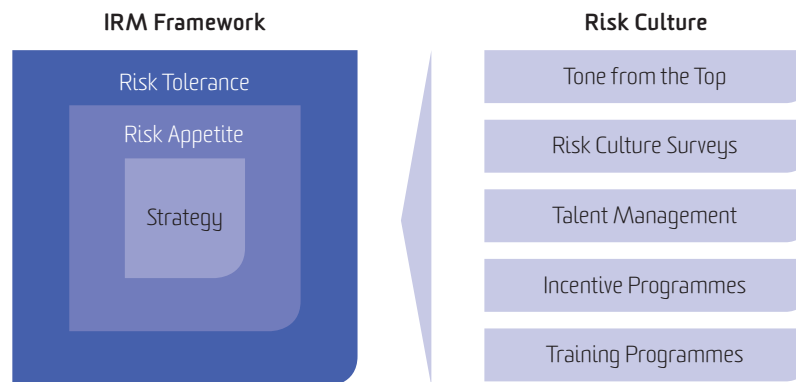 IRM Framework
Risk Tolerance
Risk Appetite
Strategy
Risk Culture
Tone from the Top
Risk Culture Surveys
Talent Management
Incentive Programmes
Training Programmes